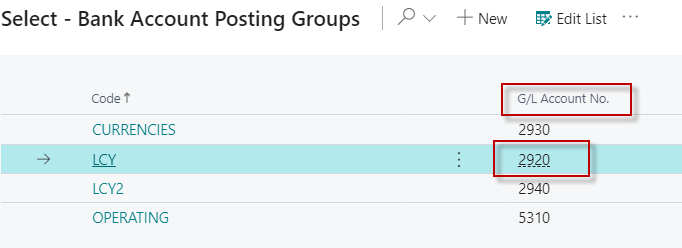 Select - Bank Account Posting Groups
+ New
Edit List
Code ↑
G/L Account No.
CURRENCIES
2930
LCY
2920
LCY2
2940
OPERATING
5310